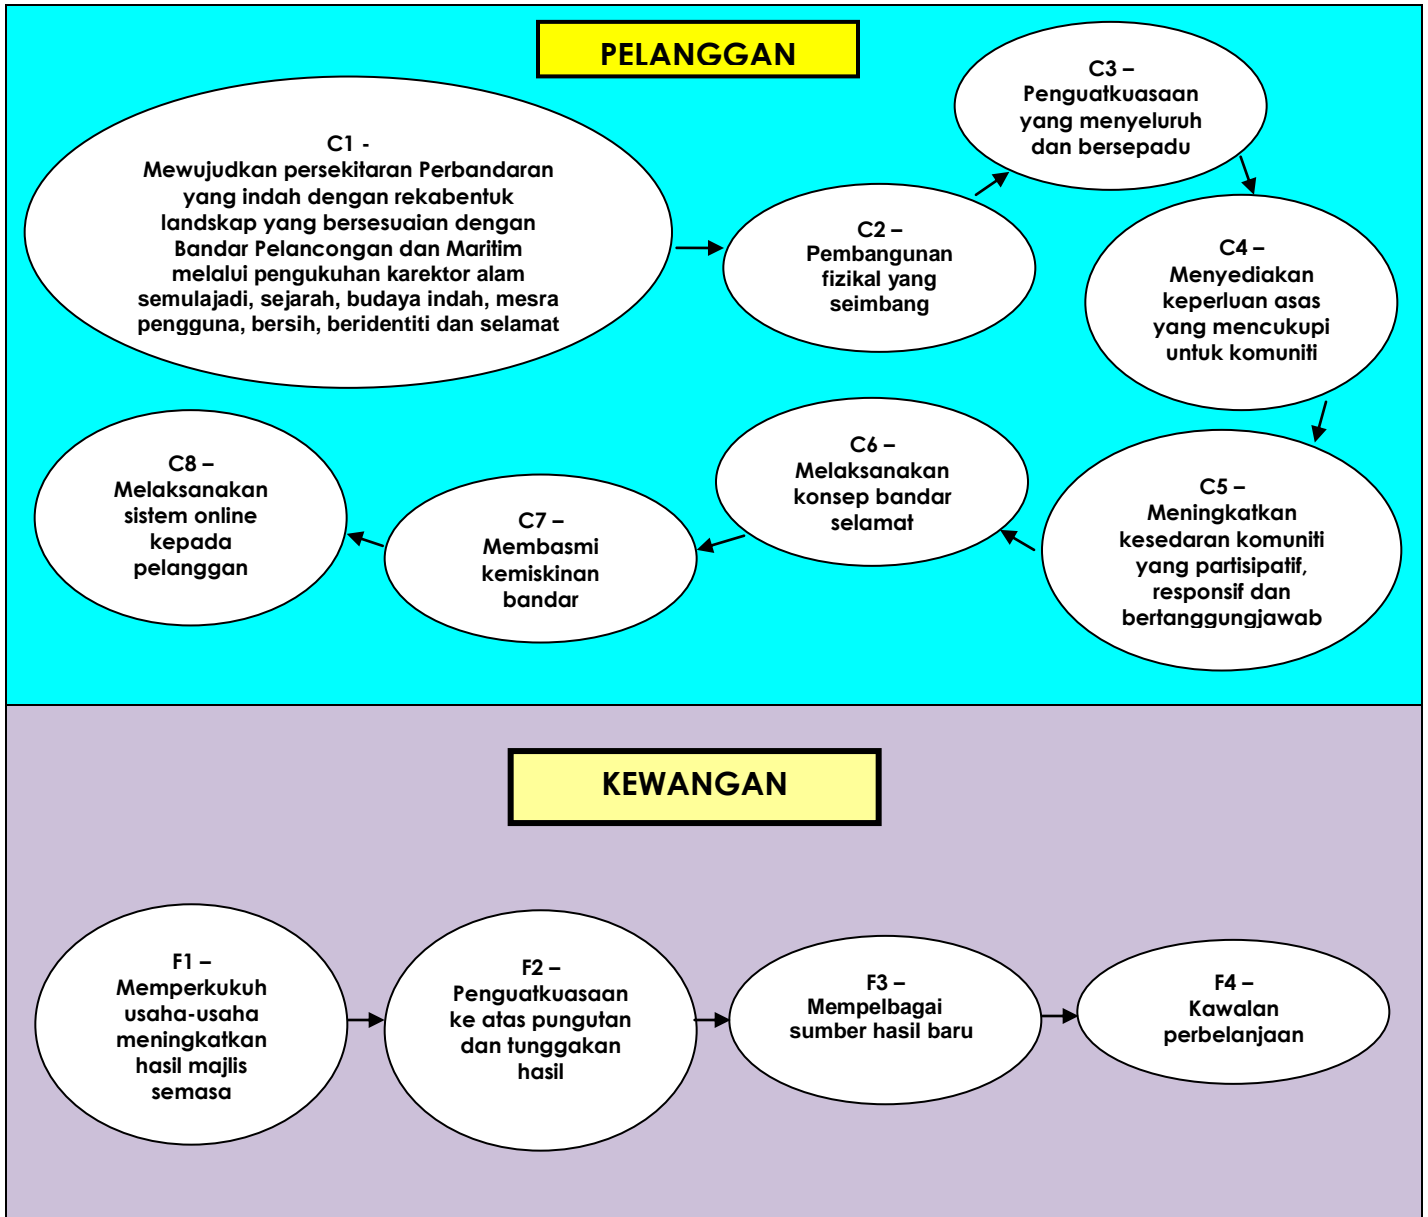 PELANGGAN
C1 -
Mewujudkan persekitaran Perbandaran
yang indah dengan rekabentuk
landskap yang bersesuaian dengan
Bandar Pelancongan dan Maritim
melalui pengukuhan karektor alam
semulajadi, sejarah, budaya indah, mesra
pengguna, bersih, beridentiti dan selamat
C2 –
Pembangunan
fizikal yang
seimbang
C3 –
Penguatkuasaan
yang menyeluruh
dan bersepadu
C4 –
Menyediakan
keperluan asas
yang mencukupi
untuk komuniti
C5 –
Meningkatkan
kesedaran komuniti
yang partisipatif,
responsif dan
bertanggungjawab
C6 –
Melaksanakan
konsep bandar
selamat
C7 –
Membasmi
kemiskinan
bandar
C8 –
Melaksanakan
sistem online
kepada
pelanggan
KEWANGAN
F1 –
Memperkukuh
usaha-usaha
meningkatkan
hasil majlis
semasa
F2 –
Penguatkuasaan
ke atas pungutan
dan tunggakan
hasil
F3 –
Mempelbagai
sumber hasil baru
F4 –
Kawalan
perbelanjaan